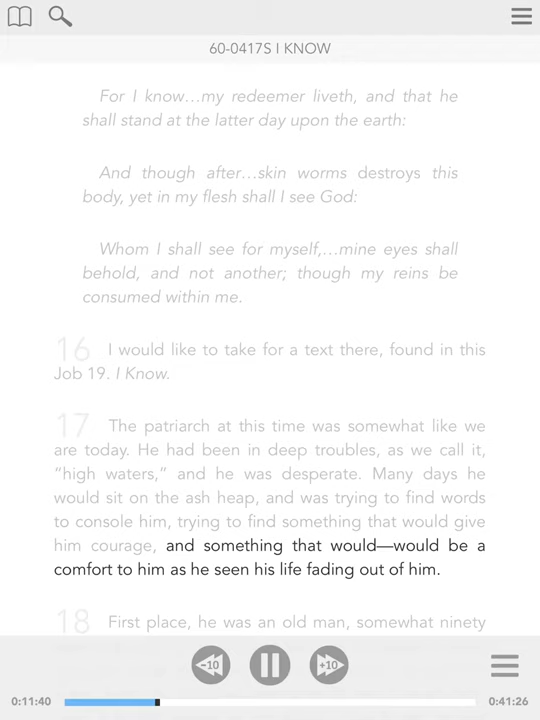 60-0417S I KNOW
For I know…my redeemer liveth, and that he
shall stand at the latter day upon the earth:
And though after…skin worms destroys this
body, yet in my flesh shall I see God:
Whom I shall see for myself,…mine eyes shall
behold, and not another; though my reins be
consumed within me.
16 I would like to take for a text there, found in this
Job 19. I Know.
17 The patriarch at this time was somewhat like we
are today. He had been in deep troubles, as we call it,
“high waters,” and he was desperate. Many days he
would sit on the ash heap, and was trying to find words
to console him, trying to find something that would give
him courage, and something that would—would be a
comfort to him as he seen his life fading out of him.
18 First place, he was an old man, somewhat ninety
-10
+10
0:11:40
0:41:26